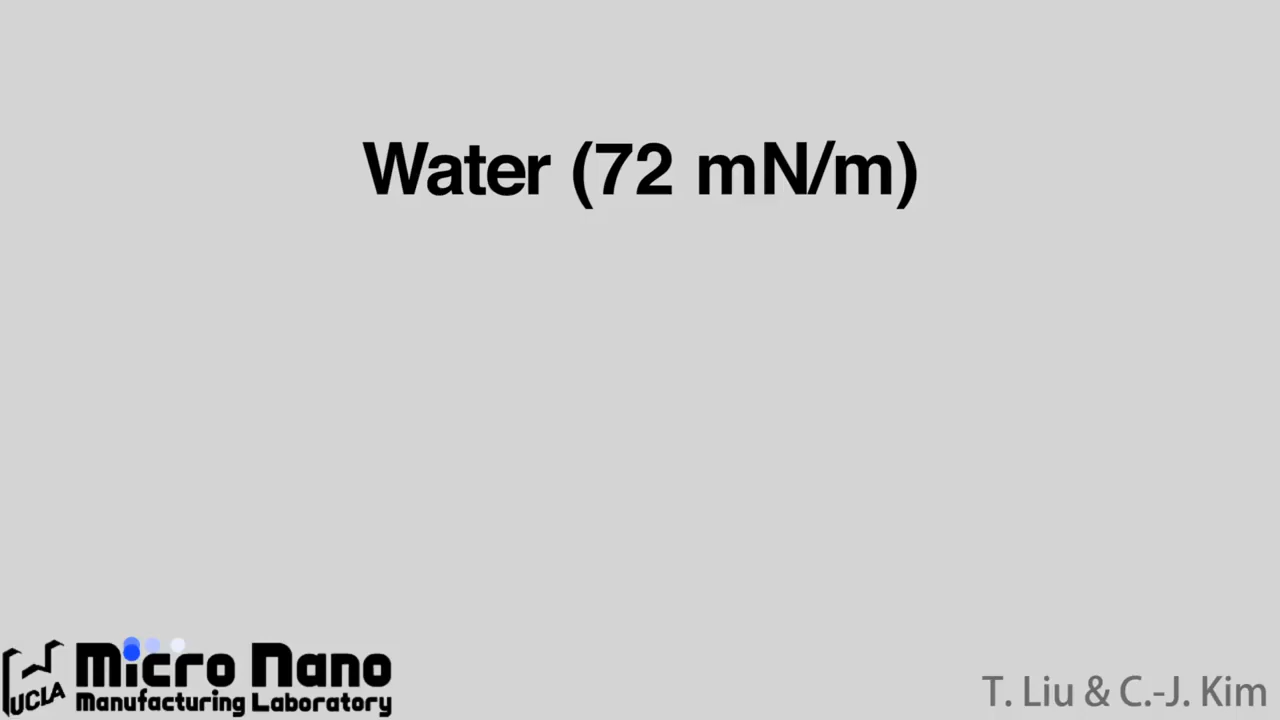 Water (72 mN/m)
UCLA
Micro Nano
Manufacturing Laboratory
T. Liu & C.-J. Kim